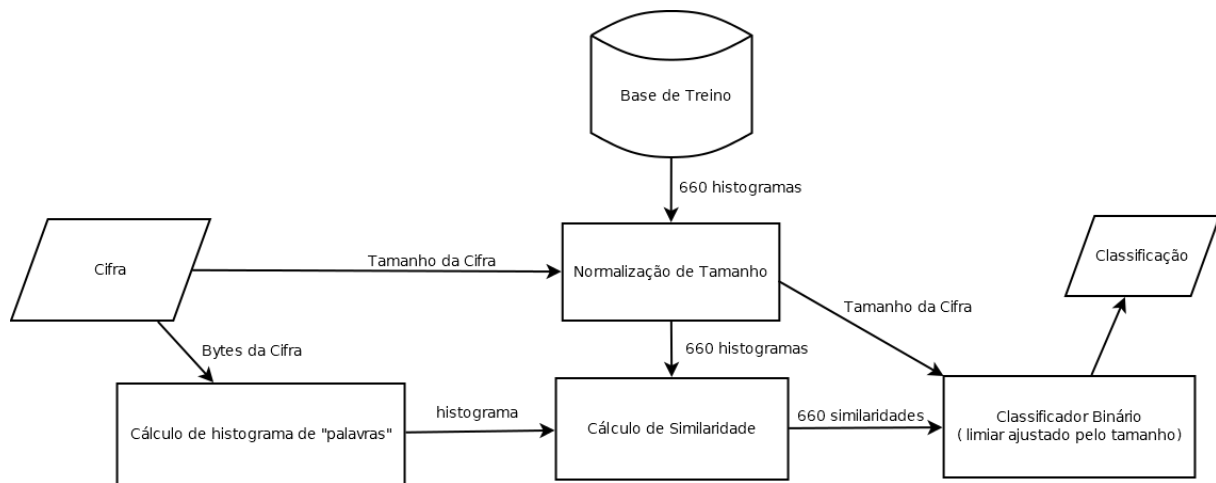 Base de Treino
660 histogramas
Cifra
Tamanho da Cifra
Normalização de Tamanho
Classificação
Tamanho da Cifra
Bytes da Cifra
660 histogramas
Cálculo de histograma de "palavras"
histograma
Cálculo de Similaridade
660 similaridades
Classificador Binário
( limiar ajustado pelo tamanho)